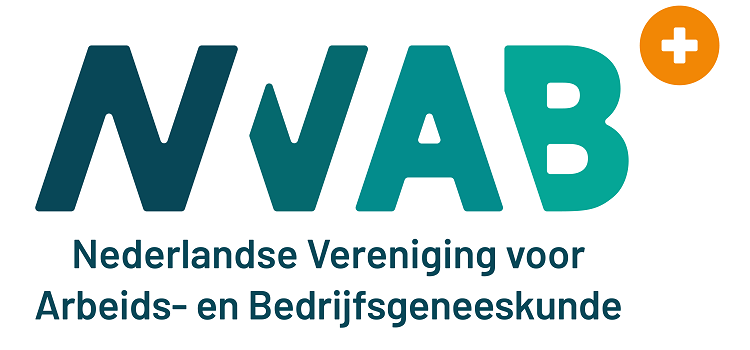 NVAB
Nederlandse Vereniging voor
Arbeids- en Bedrijfsgeneeskunde